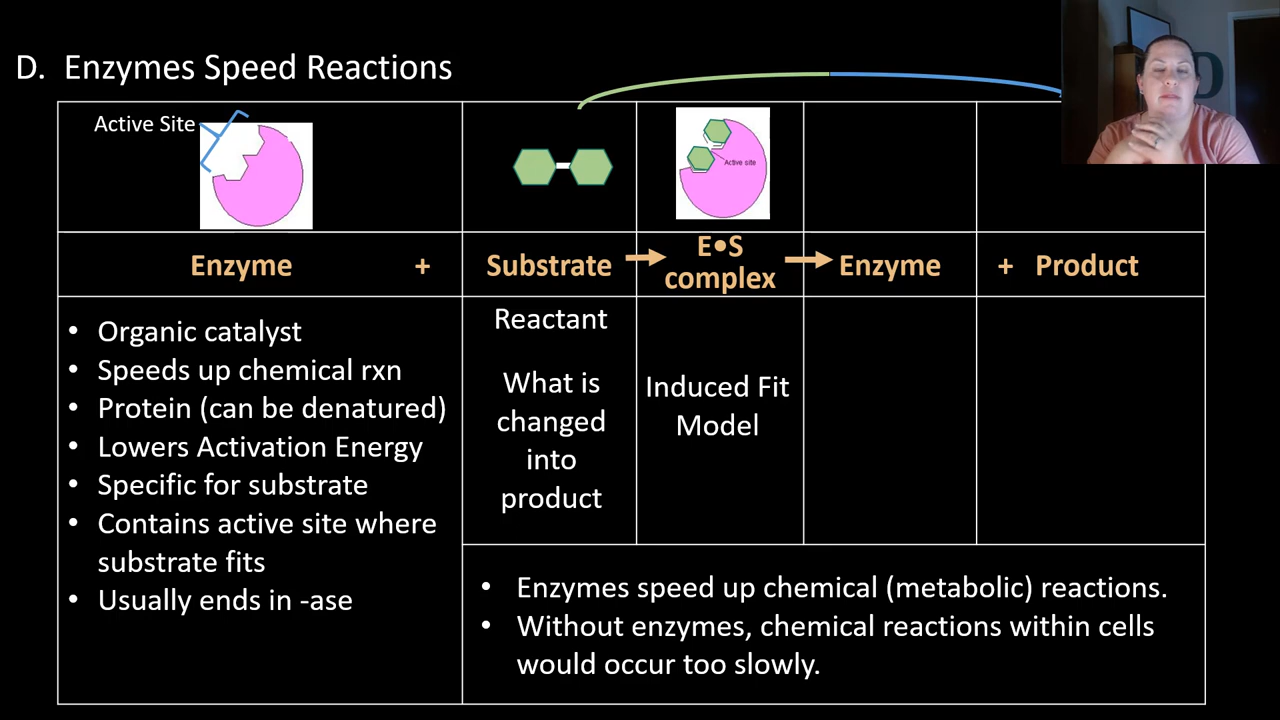 D. Enzymes Speed Reactions
Active Site
Active site
Enzyme + Substrate → E•S complex → Enzyme + Product
• Organic catalyst
• Speeds up chemical rxn
• Protein (can be denatured)
• Lowers Activation Energy
• Specific for substrate
• Contains active site where
substrate fits
• Usually ends in -ase
Reactant
What is
changed
into
product
Induced Fit
Model
• Enzymes speed up chemical (metabolic) reactions.
• Without enzymes, chemical reactions within cells
would occur too slowly.